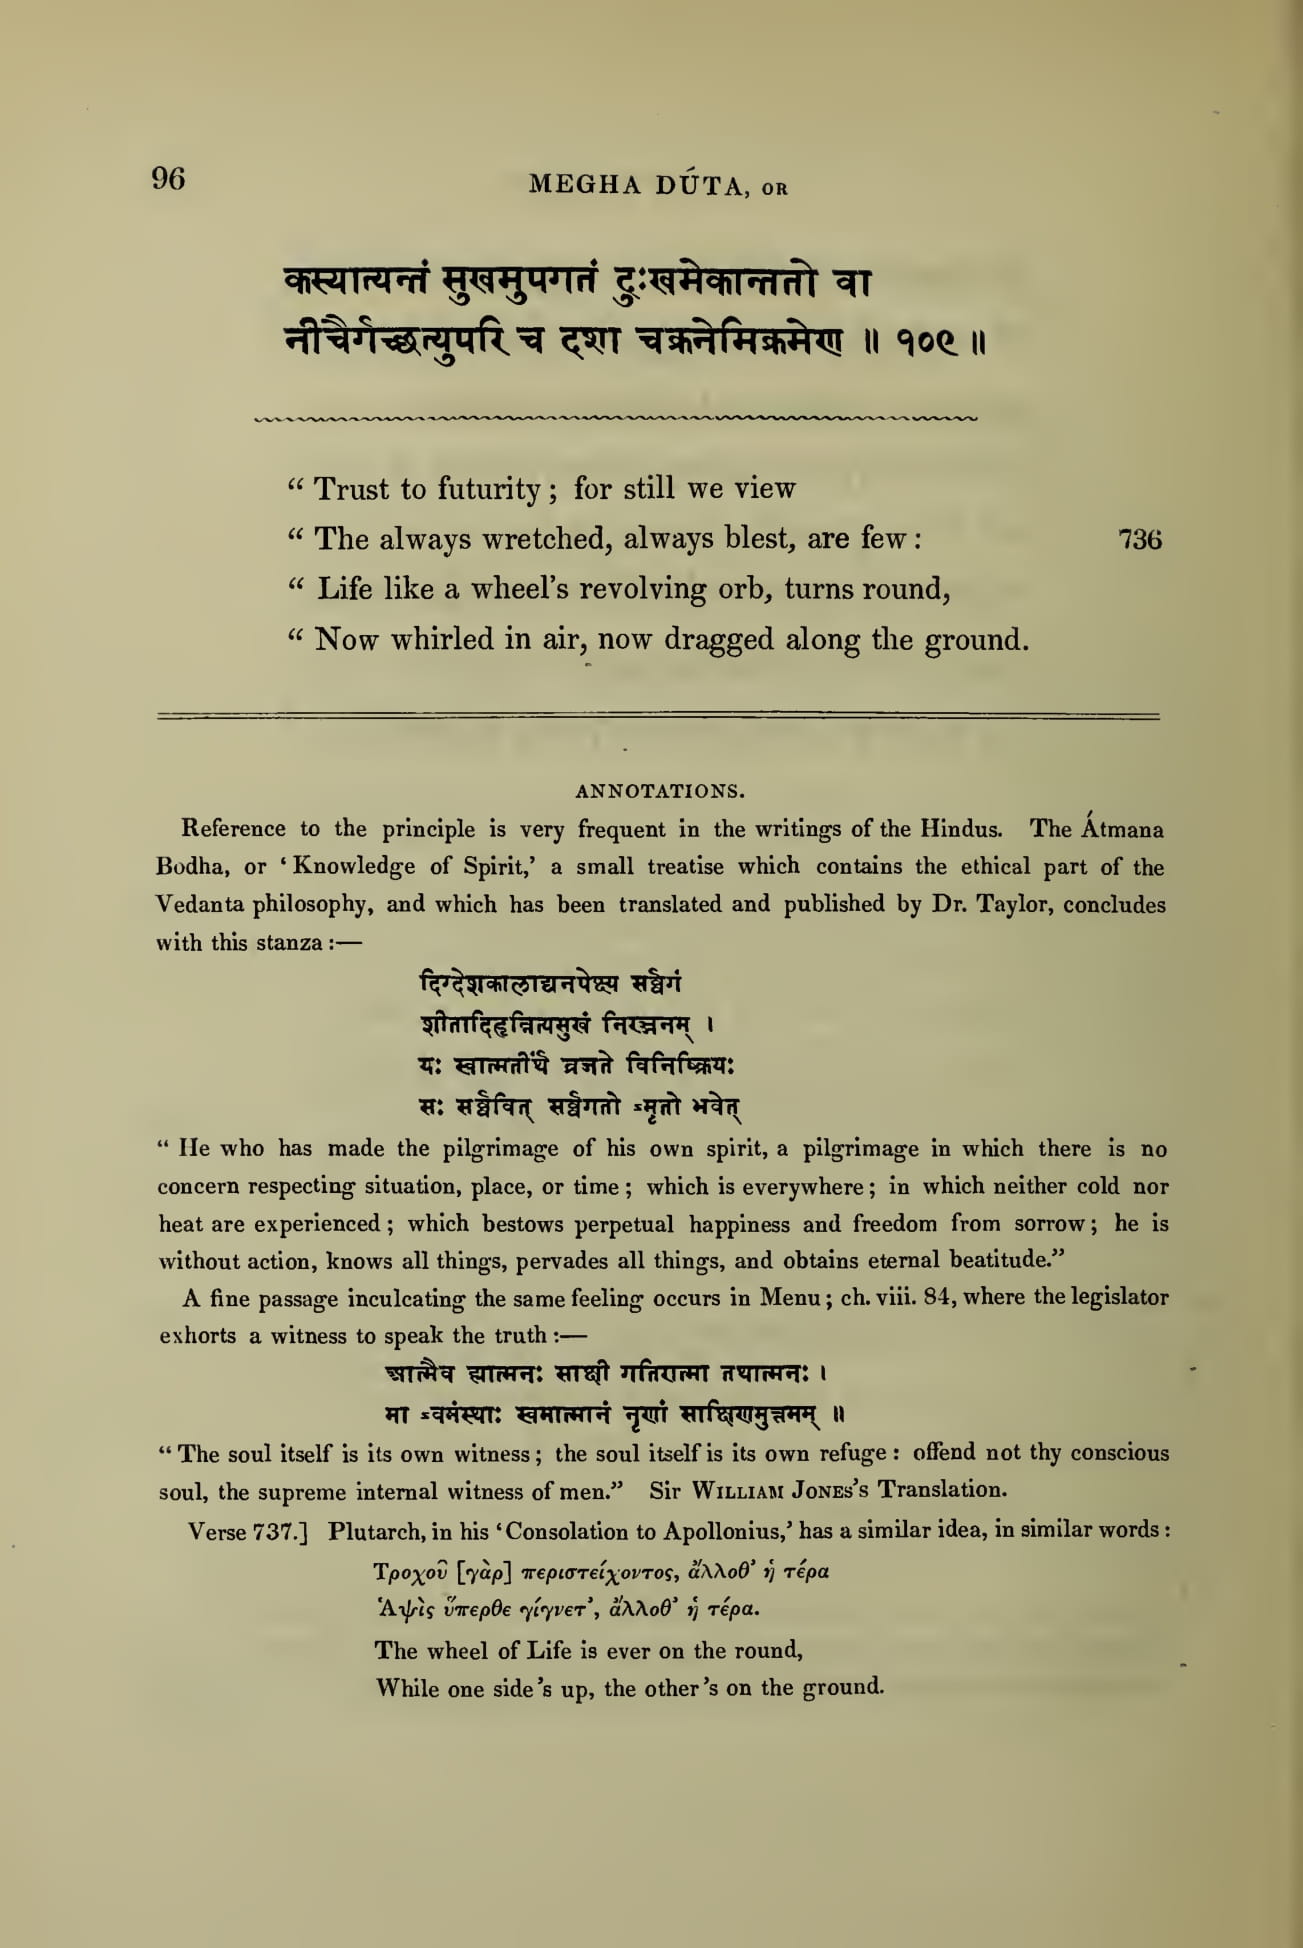 96
MEGHA DÚTA, OR
कस्यात्यन्तं सुखमुपगतं दुःखमेकान्ततो वा
नीचैर्गच्छत्युपरि च दशा चक्रनेमिक्रमेण ॥ १०९ ॥
“ Trust to futurity ; for still we view
“ The always wretched, always blest, are few : 736
“ Life like a wheel's revolving orb, turns round,
“ Now whirled in air, now dragged along the ground.
ANNOTATIONS.
Reference to the principle is very frequent in the writings of the Hindus. The Átmana
Bodha, or ‘ Knowledge of Spirit,’ a small treatise which contains the ethical part of the
Vedanta philosophy, and which has been translated and published by Dr. Taylor, concludes
with this stanza :—
दिग्देशकालाद्यनपेक्ष्य सर्व्वगं
शीतादिहृन्नित्यसुखं निरञ्जनम् ।
यः स्वात्मतीर्थं व्रजते विनिष्क्रियः
सः सर्व्ववित् सर्व्वगतो ऽमृतो भवेत्
“ He who has made the pilgrimage of his own spirit, a pilgrimage in which there is no
concern respecting situation, place, or time ; which is everywhere ; in which neither cold nor
heat are experienced ; which bestows perpetual happiness and freedom from sorrow ; he is
without action, knows all things, pervades all things, and obtains eternal beatitude.”
A fine passage inculcating the same feeling occurs in Menu ; ch. viii. 84, where the legislator
exhorts a witness to speak the truth :—
आत्मैव ह्यात्मनः साक्षी गतिरात्मा तथात्मनः ।
मा ऽवमंस्थाः स्वमात्मानं नृणां साक्षिणमुत्तमम् ॥
“ The soul itself is its own witness ; the soul itself is its own refuge : offend not thy conscious
soul, the supreme internal witness of men.” Sir WILLIAM JONES's Translation.
Verse 737.] Plutarch, in his ‘Consolation to Apollonius,’ has a similar idea, in similar words :
Τροχοῦ [γὰρ] περιστείχοντος, ἄλλοθ’ ἡ τέρα
Ἁψὶς ὕπερθε γίγνετ’, ἄλλοθ’ ἡ τέρα.
The wheel of Life is ever on the round,
While one side's up, the other's on the ground.